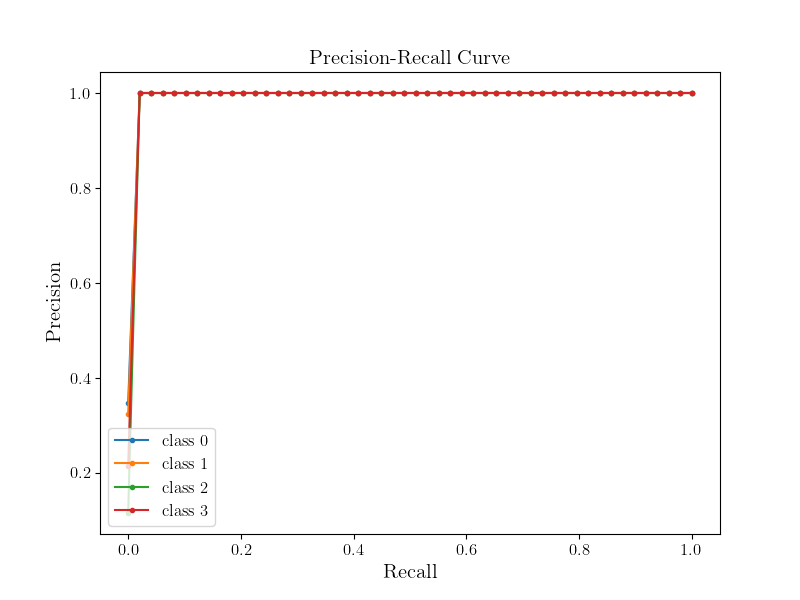 Precision-Recall Curve
1.0
0.8
0.6
0.4
0.2
Precision
class 0
class 1
class 2
class 3
0.0 0.2 0.4 0.6 0.8 1.0
Recall